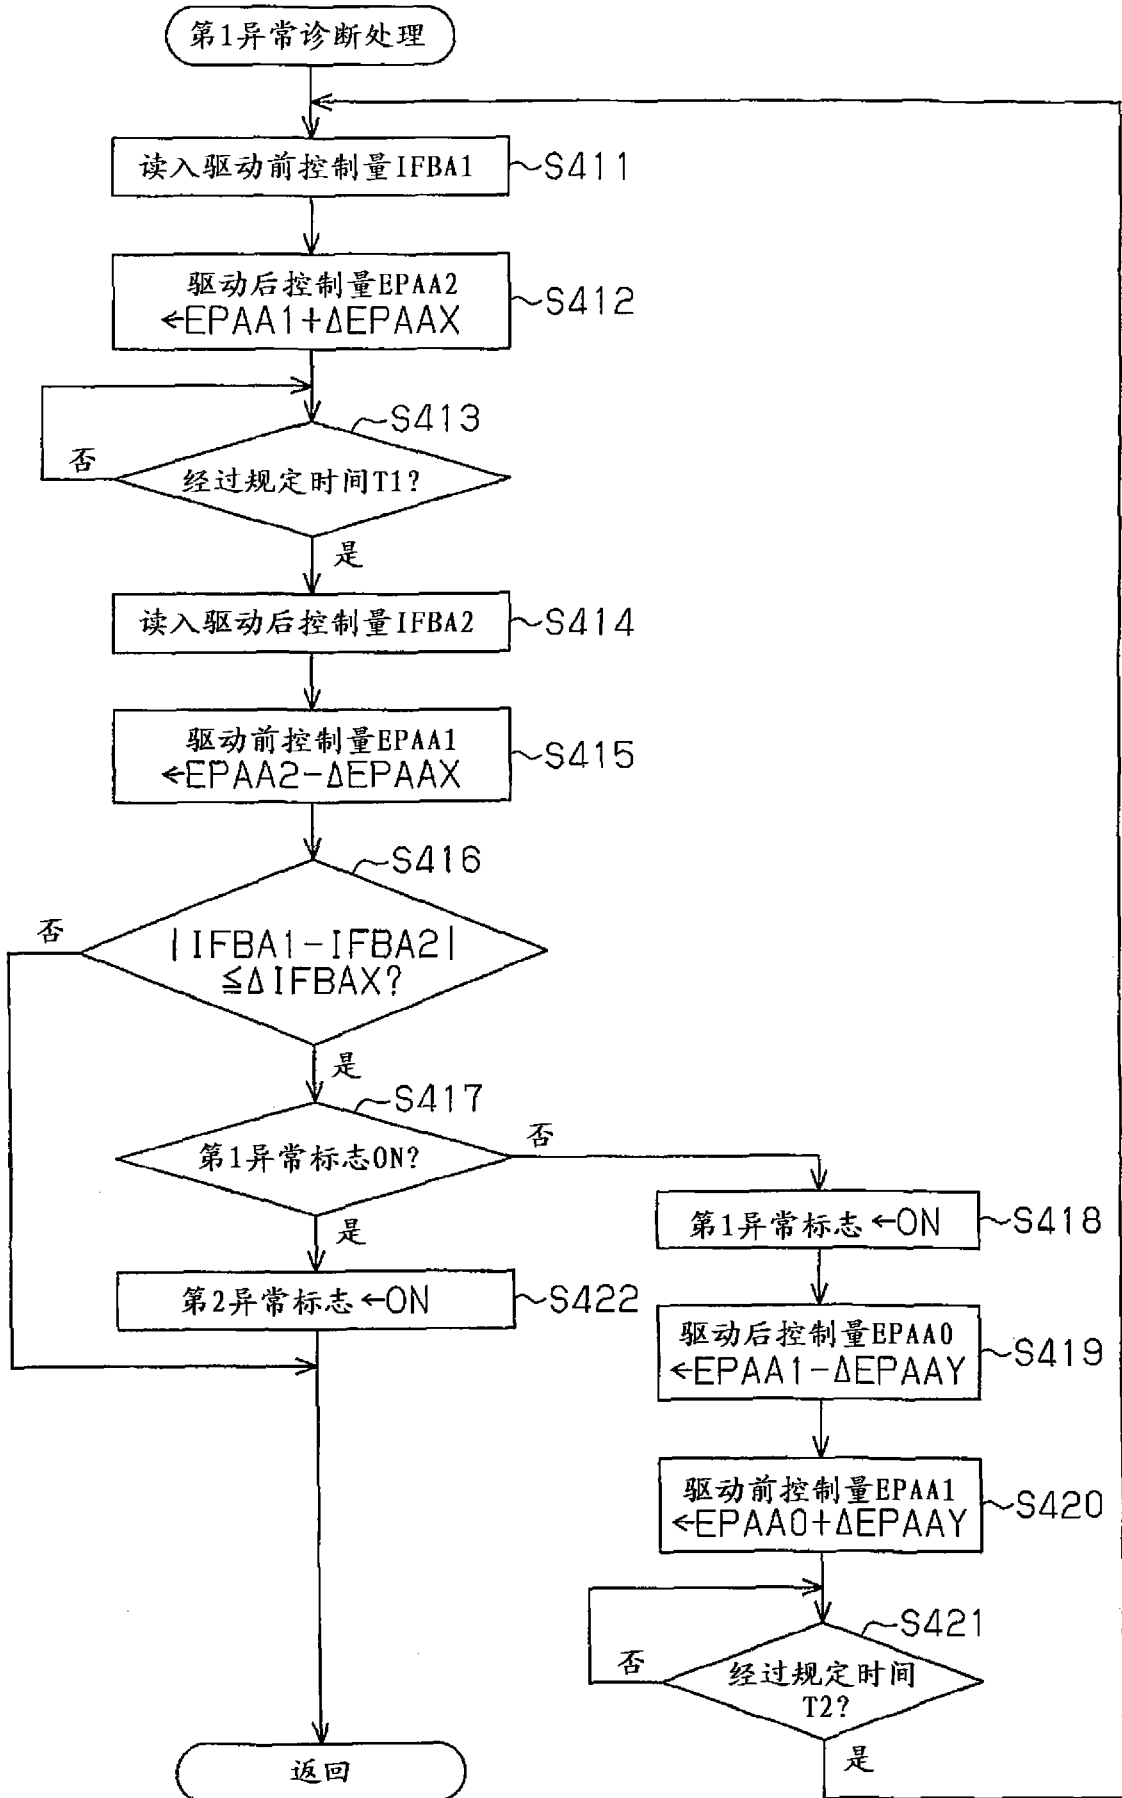 第1异常诊断处理
读入驱动前控制量IFBA1
S411
驱动后控制量EPAA2
←EPAA1+ΔEPAAX
S412
S413
否
经过规定时间T1?
是
读入驱动后控制量IFBA2
S414
驱动前控制量EPAA1
←EPAA2-ΔEPAAX
S415
S416
否
|IFBA1-IFBA2|
≦ΔIFBAX?
是
S417
第1异常标志ON?
否
是
第1异常标志←ON
S418
第2异常标志←ON
S422
驱动后控制量EPAA0
←EPAA1-ΔEPAAY
S419
驱动前控制量EPAA1
←EPAA0+ΔEPAAY
S420
S421
否
经过规定时间
T2?
是
返回